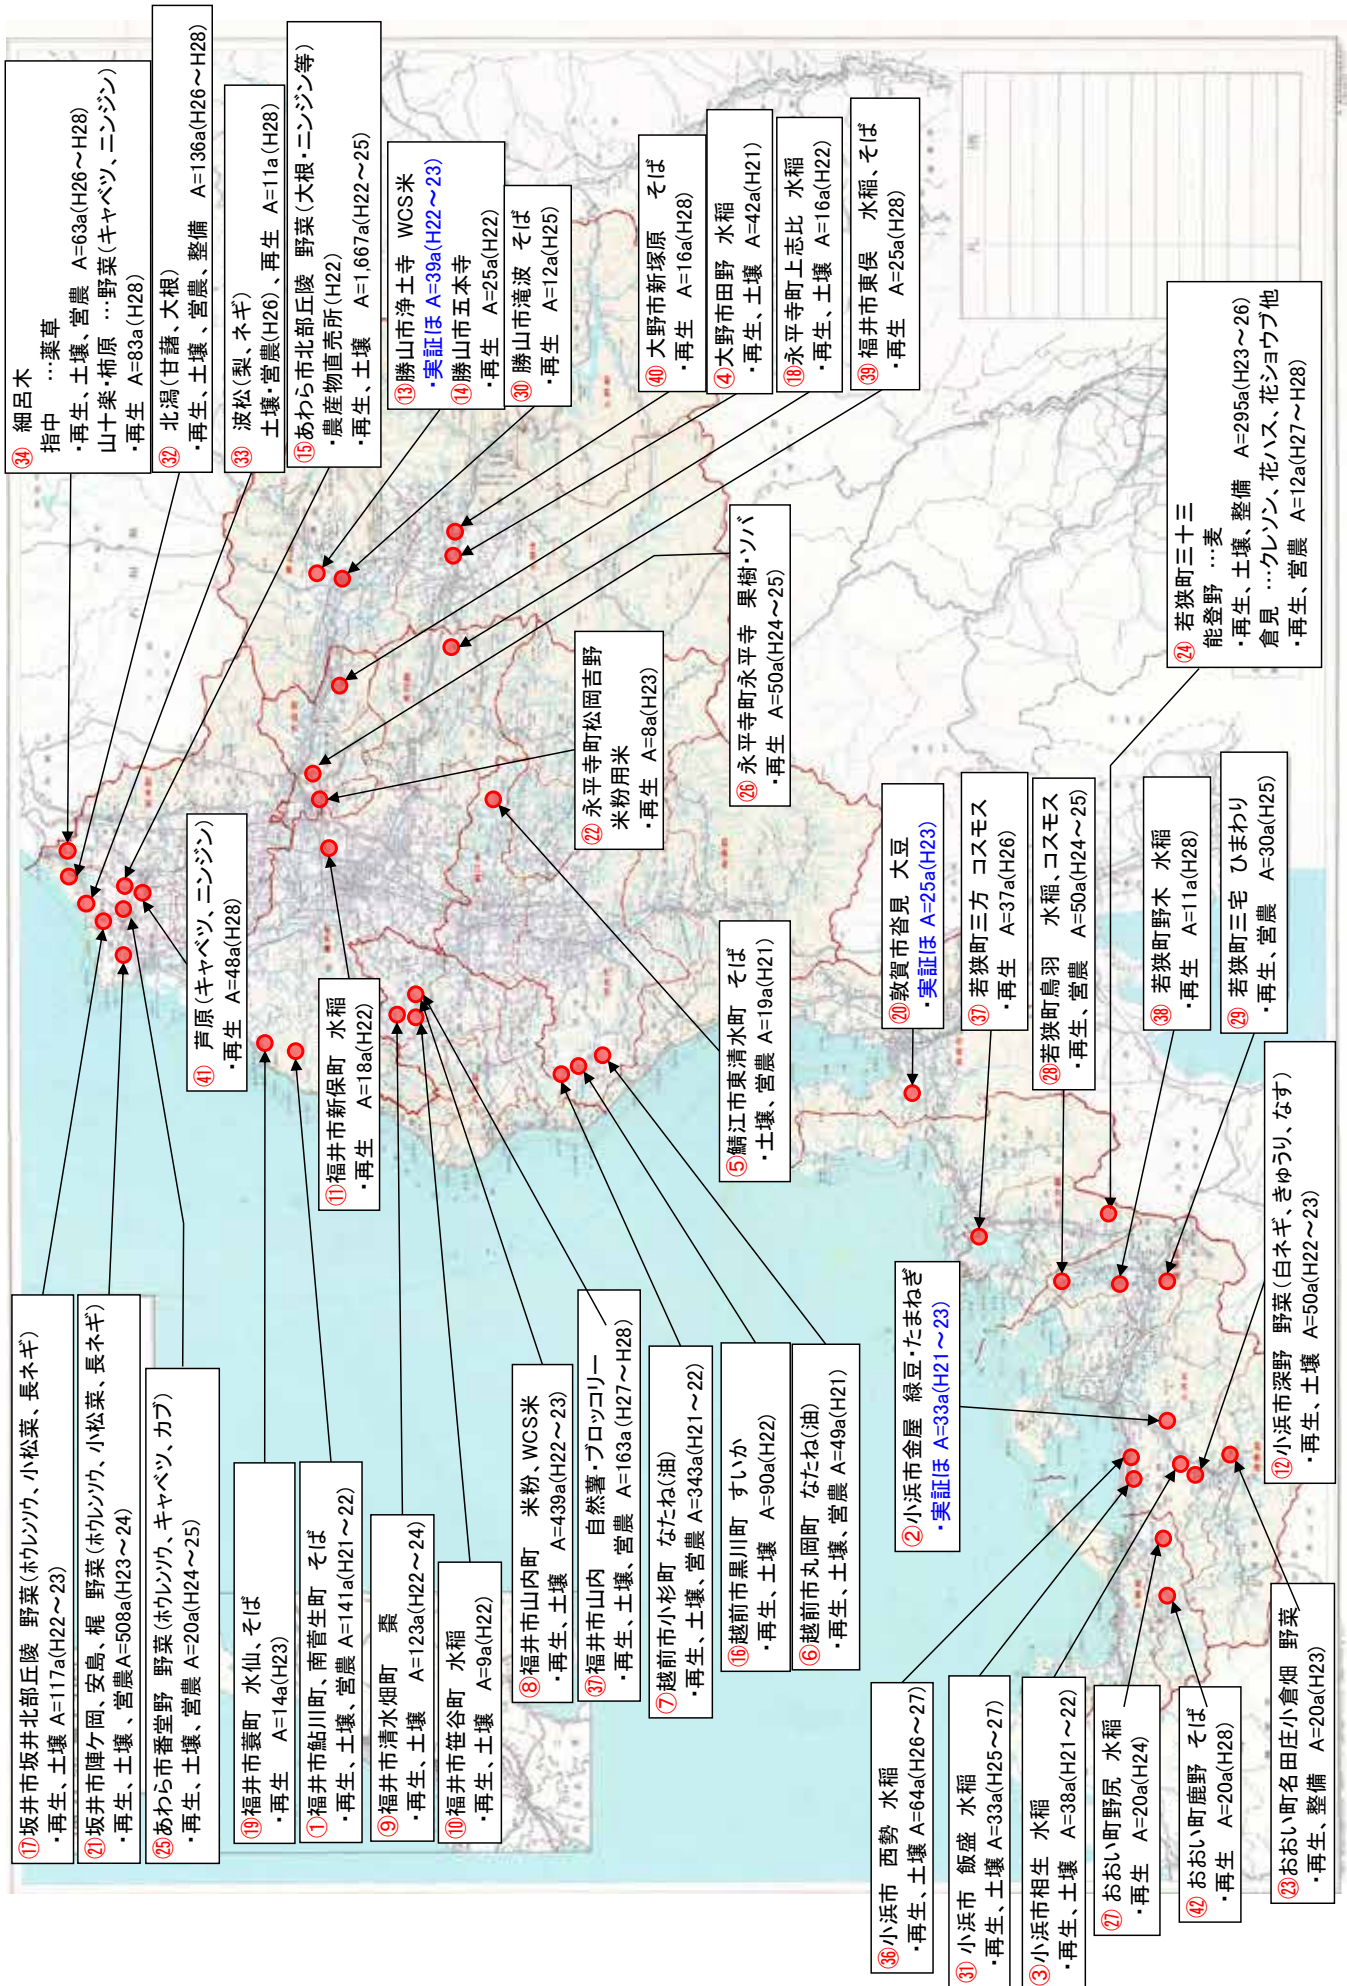 ㉞ 細呂木
指中 …薬草
・再生、土壌、営農 A=63a(H26～H28)
山十楽・柿原 …野菜(キャベツ、ニンジン)
・再生 A=83a(H28)
㉜ 北潟(甘藷、大根)
・再生、土壌、営農、整備 A=136a(H26～H28)
㉝ 波松(梨、ネギ)
土壌・営農(H26)、再生 A=11a(H28)
⑮あわら市北部丘陵 野菜(大根・ニンジン等)
・農産物直売所(H22)
・再生、土壌 A=1,667a(H22～25)
⑬勝山市浄土寺 WCS米
・実証ほ A=39a(H22～23)
⑭勝山市五本寺
・再生 A=25a(H22)
㉚ 勝山市滝波 そば
・再生 A=12a(H25)
㊵ 大野市新塚原 そば
・再生 A=16a(H28)
④大野市田野 水稲
・再生、土壌 A=42a(H21)
⑱永平寺町上志比 水稲
・再生、土壌 A=16a(H22)
㊴ 福井市東俣 水稲、そば
・再生 A=25a(H28)
㉔ 若狭町三十三
能登野 …麦
・再生、土壌、整備 A=295a(H23～26)
倉見 …クレソン、花ハス、花ショウブ他
・再生、営農 A=12a(H27～H28)
㊶ 芦原(キャベツ、ニンジン)
・再生 A=48a(H28)
㉒ 永平寺町松岡吉野
米粉用米
・再生 A=8a(H23)
㉖ 永平寺町永平寺 果樹・ソバ
・再生 A=50a(H24～25)
⑪福井市新保町 水稲
・再生 A=18a(H22)
⑤鯖江市東清水町 そば
・土壌、営農 A=19a(H21)
⑳敦賀市沓見 大豆
・実証ほ A=25a(H23)
㊲ 若狭町三方 コスモス
・再生 A=37a(H26)
㉘若狭町鳥羽 水稲、コスモス
・再生、営農 A=50a(H24～25)
㊳ 若狭町野木 水稲
・再生 A=11a(H28)
㉙ 若狭町三宅 ひまわり
・再生、営農 A=30a(H25)
⑰坂井市坂井北部丘陵 野菜(ホウレンソウ、小松菜、長ネギ)
・再生、土壌 A=117a(H22～23)
㉑坂井市陣ケ岡、安島、梶 野菜(ホウレンソウ、小松菜、長ネギ)
・再生、土壌、営農A=508a(H23～24)
㉕あわら市番堂野 野菜(ホウレンソウ、キャベツ、カブ)
・再生、土壌、営農 A=20a(H24～25)
⑲福井市蓑町 水仙、そば
・再生 A=14a(H23)
①福井市鮎川町、南菅生町 そば
・再生、土壌、営農 A=141a(H21～22)
⑨福井市清水畑町 棗
・再生、土壌 A=123a(H22～24)
⑩福井市笹谷町 水稲
・再生、土壌 A=9a(H22)
⑧福井市山内町 米粉、WCS米
・再生、土壌 A=439a(H22～23)
㊲福井市山内 自然薯・ブロッコリー
・再生、土壌、営農 A=163a(H27～H28)
⑦越前市小杉町 なたね(油)
・再生、土壌、営農 A=343a(H21～22)
⑯越前市黒川町 すいか
・再生、土壌 A=90a(H22)
⑥越前市丸岡町 なたね(油)
・再生、土壌、営農 A=49a(H21)
②小浜市金屋 緑豆・たまねぎ
・実証ほ A=33a(H21～23)
⑫小浜市深野 野菜(白ネギ、きゅうり、なす)
・再生、土壌 A=50a(H22～23)
㊱小浜市 西勢 水稲
・再生、土壌 A=64a(H26～27)
㉛ 小浜市 飯盛 水稲
・再生、土壌 A=33a(H25～27)
③小浜市相生 水稲
・再生、土壌 A=38a(H21～22)
㉗ おおい町野尻 水稲
・再生 A=20a(H24)
㊷ おおい町鹿野 そば
・再生 A=20a(H28)
㉓おおい町名田庄小倉畑 野菜
・再生、整備 A=20a(H23)